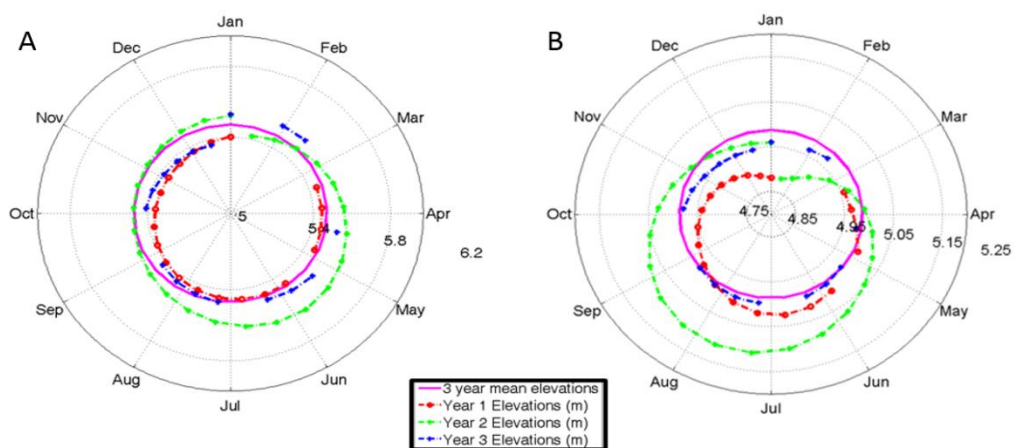 A
Jan
Feb
Mar
Apr
May
Jun
Jul
Aug
Sep
Oct
Nov
Dec
5
5.4
5.8
6.2
B
Jan
Feb
Mar
Apr
May
Jun
Jul
Aug
Sep
Oct
Nov
Dec
4.75
4.85
4.95
5.05
5.15
5.25
3 year mean elevations
Year 1 Elevations (m)
Year 2 Elevations (m)
Year 3 Elevations (m)